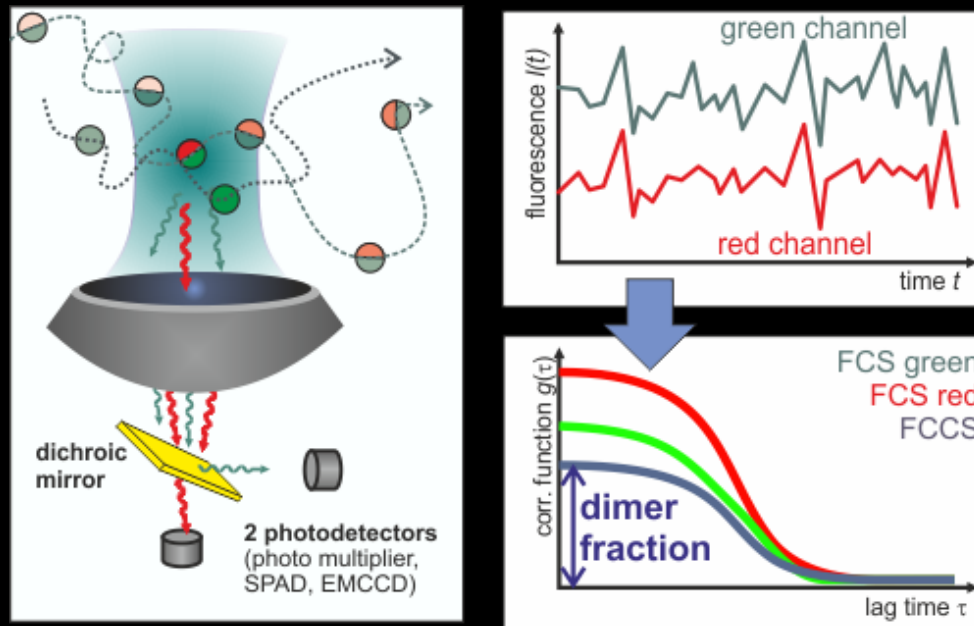 dichroic
mirror
2 photodetectors
(photo multiplier,
SPAD, EMCCD)
green channel
fluorescence I(t)
red channel
time t
FCS green
FCS red
FCCS
corr. function g(τ)
dimer
fraction
lag time τ